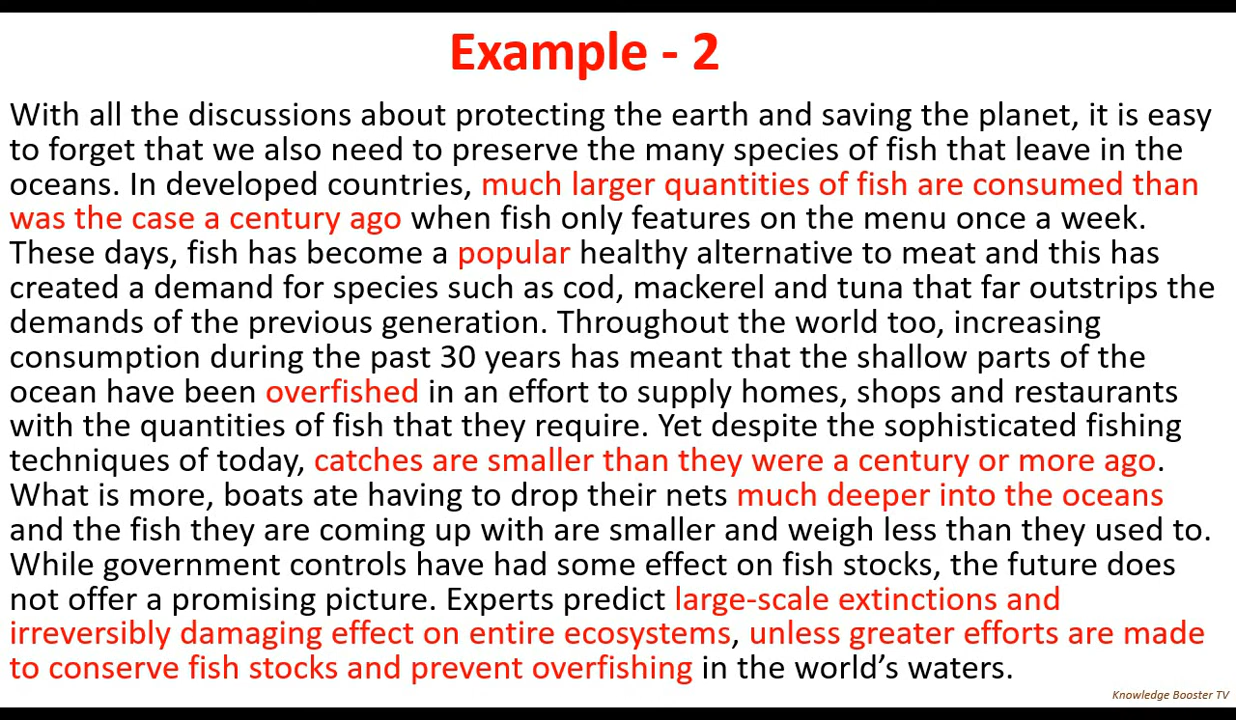 Example - 2
With all the discussions about protecting the earth and saving the planet, it is easy
to forget that we also need to preserve the many species of fish that leave in the
oceans. In developed countries, much larger quantities of fish are consumed than
was the case a century ago when fish only features on the menu once a week.
These days, fish has become a popular healthy alternative to meat and this has
created a demand for species such as cod, mackerel and tuna that far outstrips the
demands of the previous generation. Throughout the world too, increasing
consumption during the past 30 years has meant that the shallow parts of the
ocean have been overfished in an effort to supply homes, shops and restaurants
with the quantities of fish that they require. Yet despite the sophisticated fishing
techniques of today, catches are smaller than they were a century or more ago.
What is more, boats ate having to drop their nets much deeper into the oceans
and the fish they are coming up with are smaller and weigh less than they used to.
While government controls have had some effect on fish stocks, the future does
not offer a promising picture. Experts predict large-scale extinctions and
irreversibly damaging effect on entire ecosystems, unless greater efforts are made
to conserve fish stocks and prevent overfishing in the world’s waters.
Knowledge Booster TV